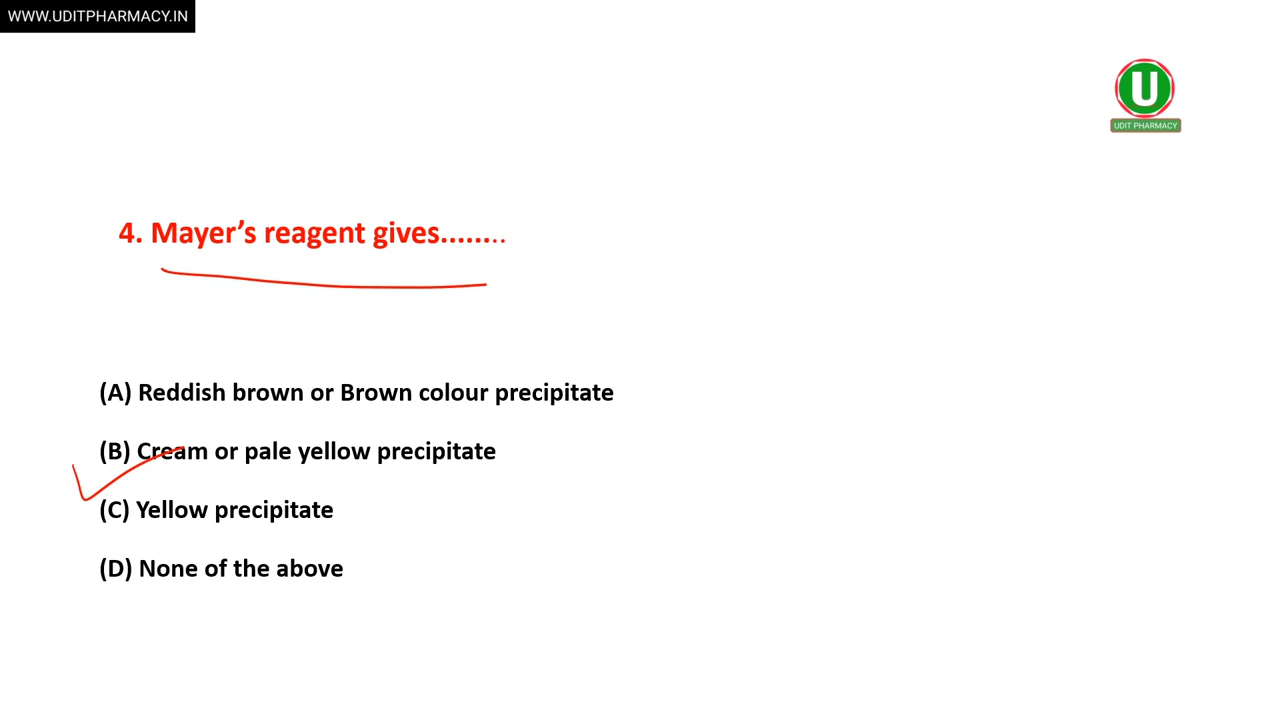 WWW.UDITPHARMACY.IN
U
UDIT PHARMACY
4. Mayer’s reagent gives.........
(A) Reddish brown or Brown colour precipitate
(B) Cream or pale yellow precipitate
(C) Yellow precipitate
(D) None of the above